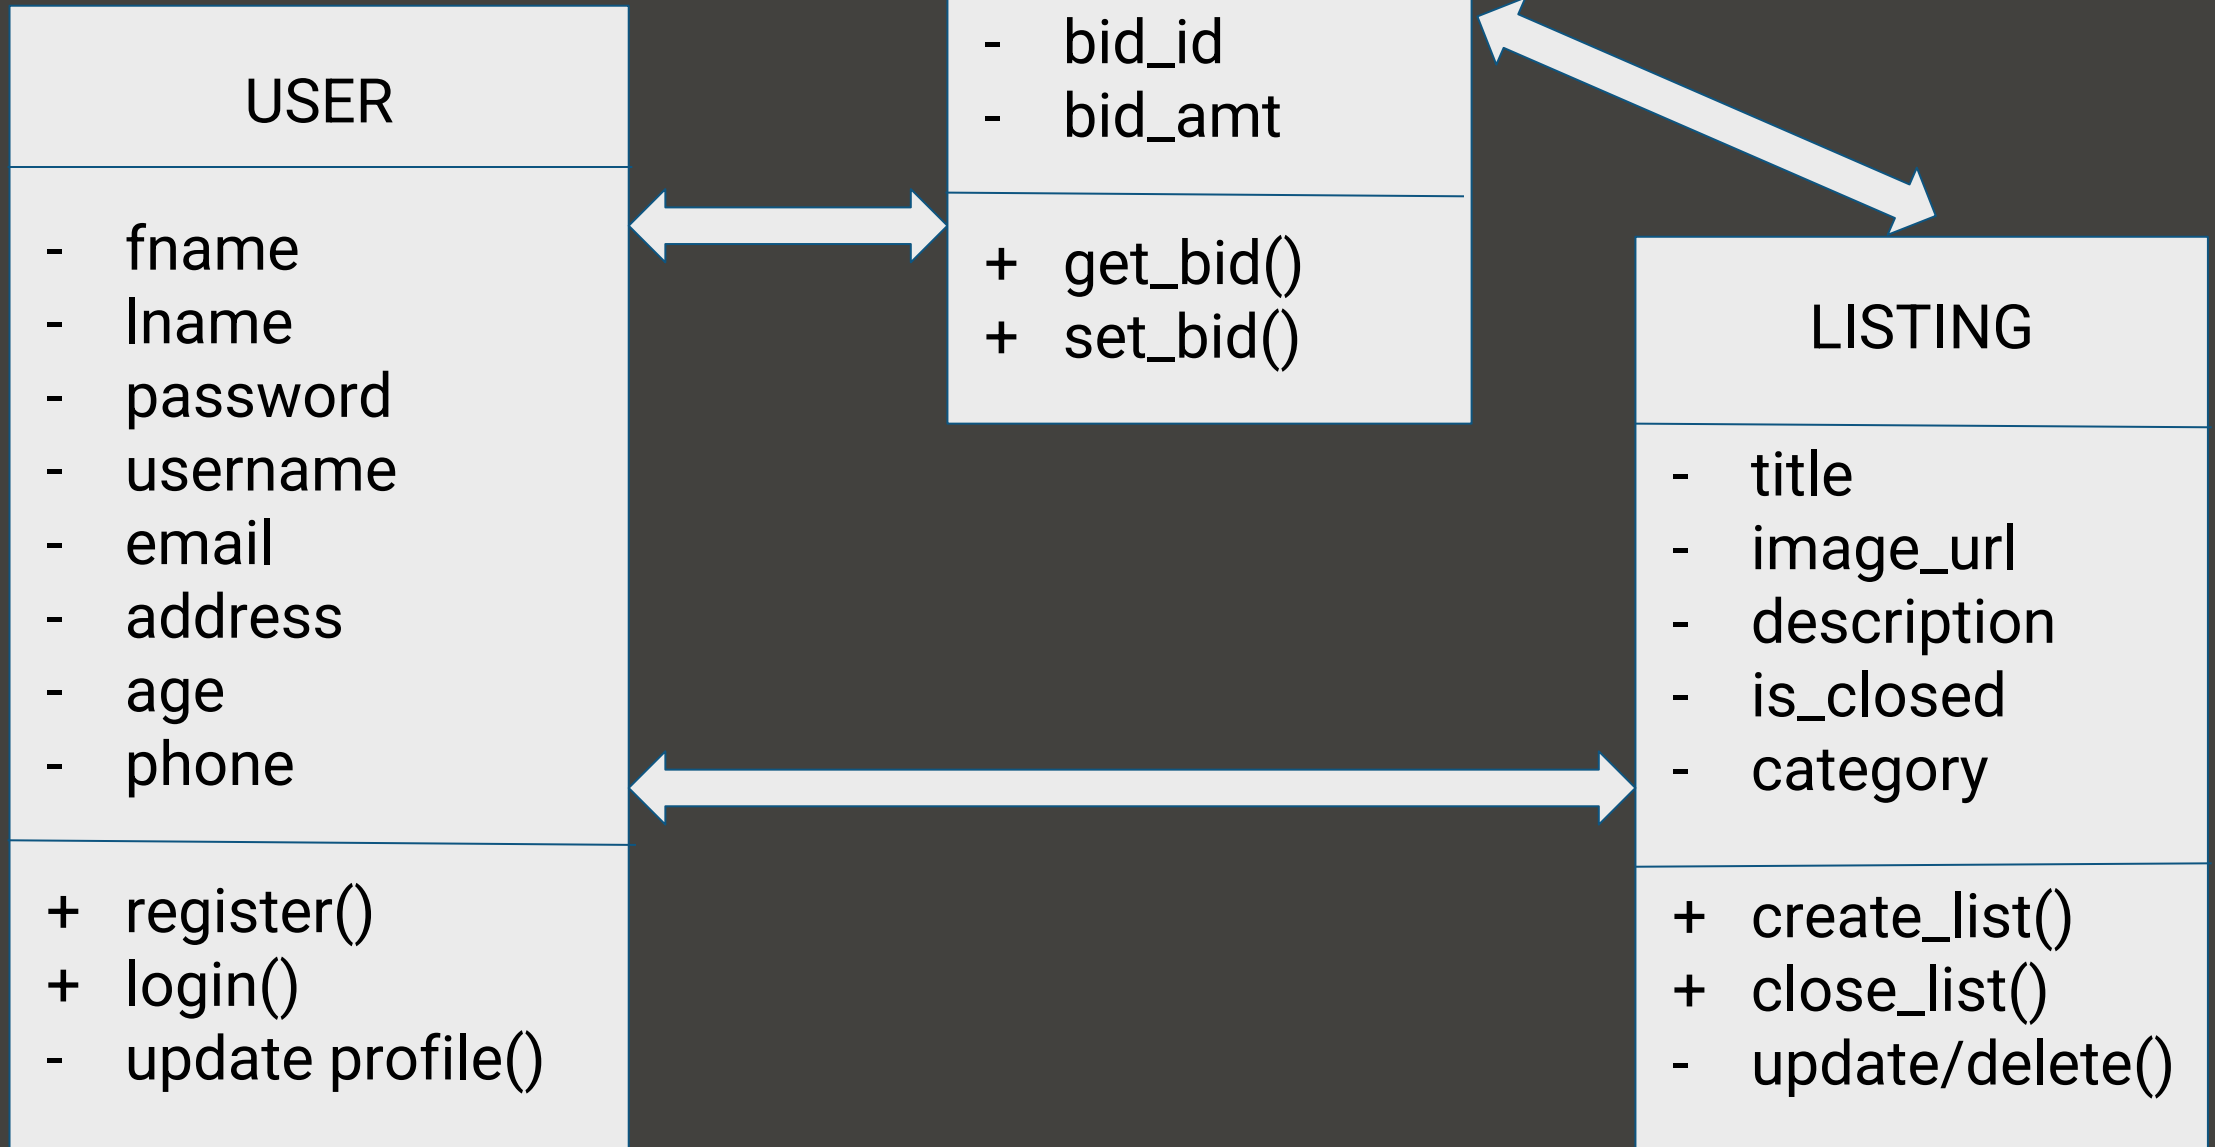 USER
- fname
- lname
- password
- username
- email
- address
- age
- phone
+ register()
+ login()
- update profile()
- bid_id
- bid_amt
+ get_bid()
+ set_bid()
LISTING
- title
- image_url
- description
- is_closed
- category
+ create_list()
+ close_list()
- update/delete()